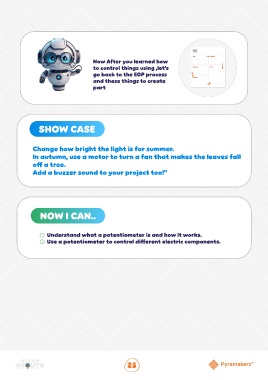 Now After you learned how
to control things using ,let's
go back to the EDP process
and these things to create
part
SHOW CASE
Change how bright the light is for summer.
In autumn, use a motor to turn a fan that makes the leaves fall
off a tree.
Add a buzzer sound to your project too!"
NOW I CAN..
Understand what a potentiometer is and how it works.
Use a potentiometer to control different electric components.
25
Pyramakerz